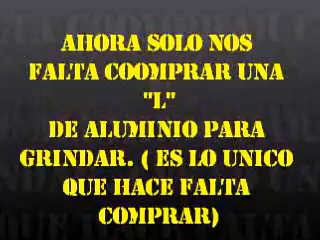 AHORA SOLO NOS
FALTA COOMPRAR UNA
"L"
DE ALUMINIO PARA
GRINDAR. ( ES LO UNICO
QUE HACE FALTA
COMPRAR)